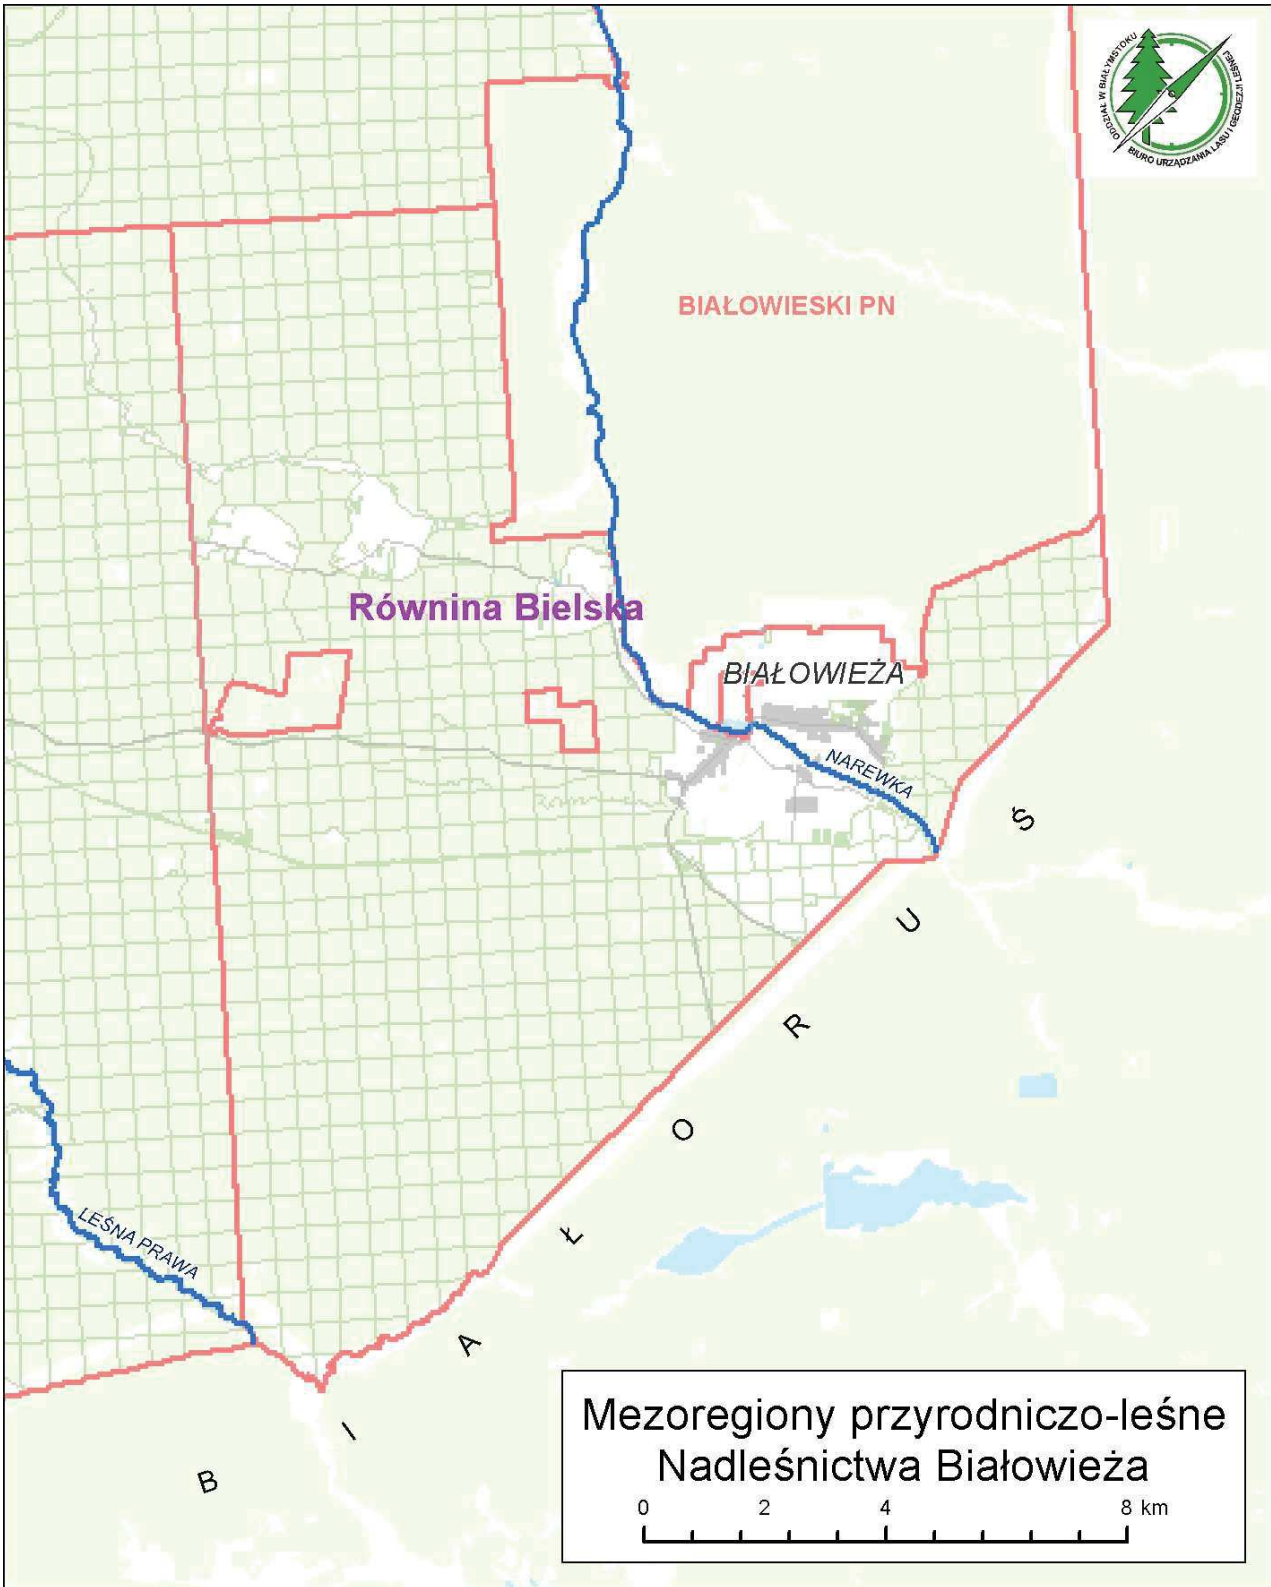 ODDZIAŁ W BIAŁYMSTOKU
BIURO URZĄDZANIA LASU I GEODEZJI LEŚNEJ
BIAŁOWIESKI PN
Równina Bielska
BIAŁOWIEŻA
NAREWKA
LEŚNA PRAWA
B I A Ł O R U Ś
Mezoregiony przyrodniczo-leśne
Nadleśnictwa Białowieża
0 2 4 8 km